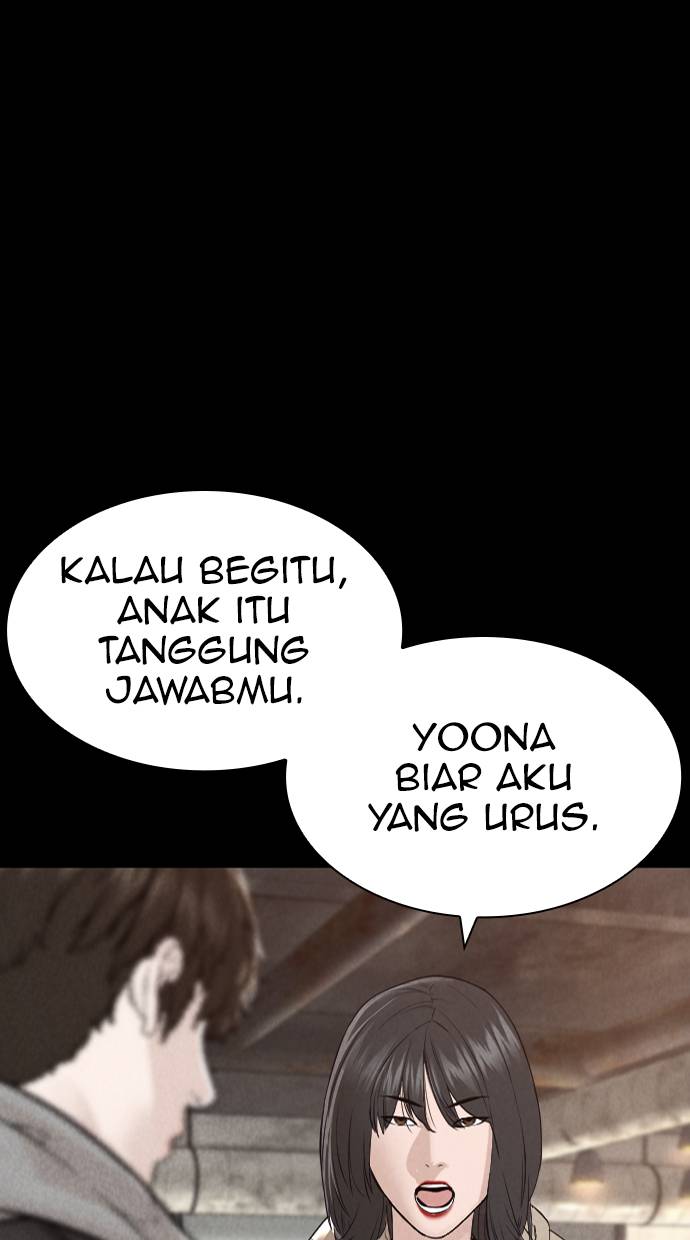 KALAU BEGITU,
ANAK ITU
TANGGUNG
JAWABMU.
YOONA
BIAR AKU
YANG URUS.